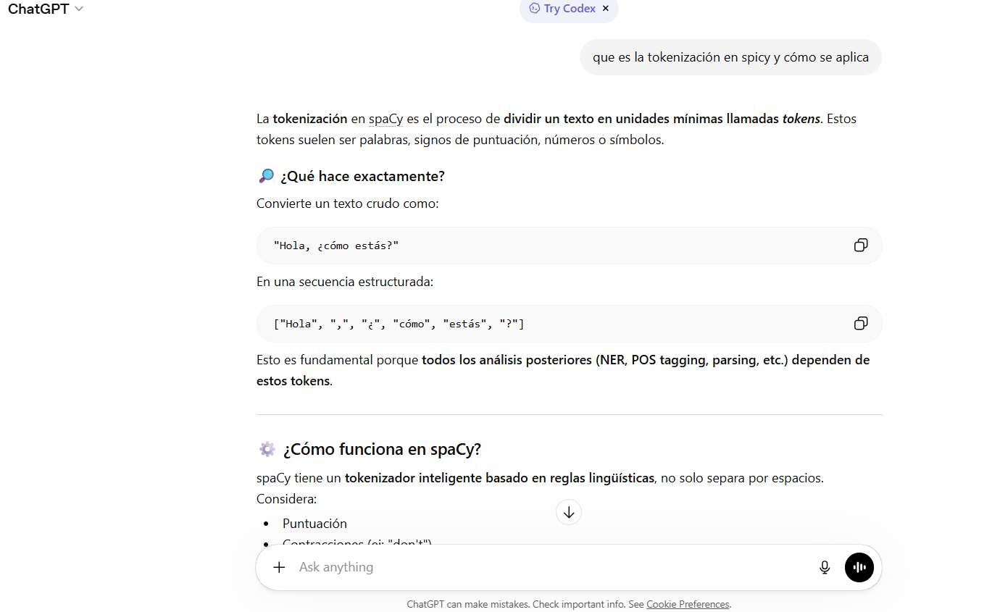 ChatGPT
Try Codex ×
que es la tokenización en spicy y cómo se aplica
La tokenización en spaCy es el proceso de dividir un texto en unidades mínimas llamadas tokens. Estos
tokens suelen ser palabras, signos de puntuación, números o símbolos.
🔎 ¿Qué hace exactamente?
Convierte un texto crudo como:
"Hola, ¿cómo estás?"
En una secuencia estructurada:
["Hola", ",", "¿", "cómo", "estás", "?"]
Esto es fundamental porque todos los análisis posteriores (NER, POS tagging, parsing, etc.) dependen de
estos tokens.
⚙️ ¿Cómo funciona en spaCy?
spaCy tiene un tokenizador inteligente basado en reglas lingüísticas, no solo separa por espacios.
Considera:
• Puntuación
• Contracciones (ej: "don't")
Ask anything
ChatGPT can make mistakes. Check important info. See Cookie Preferences.